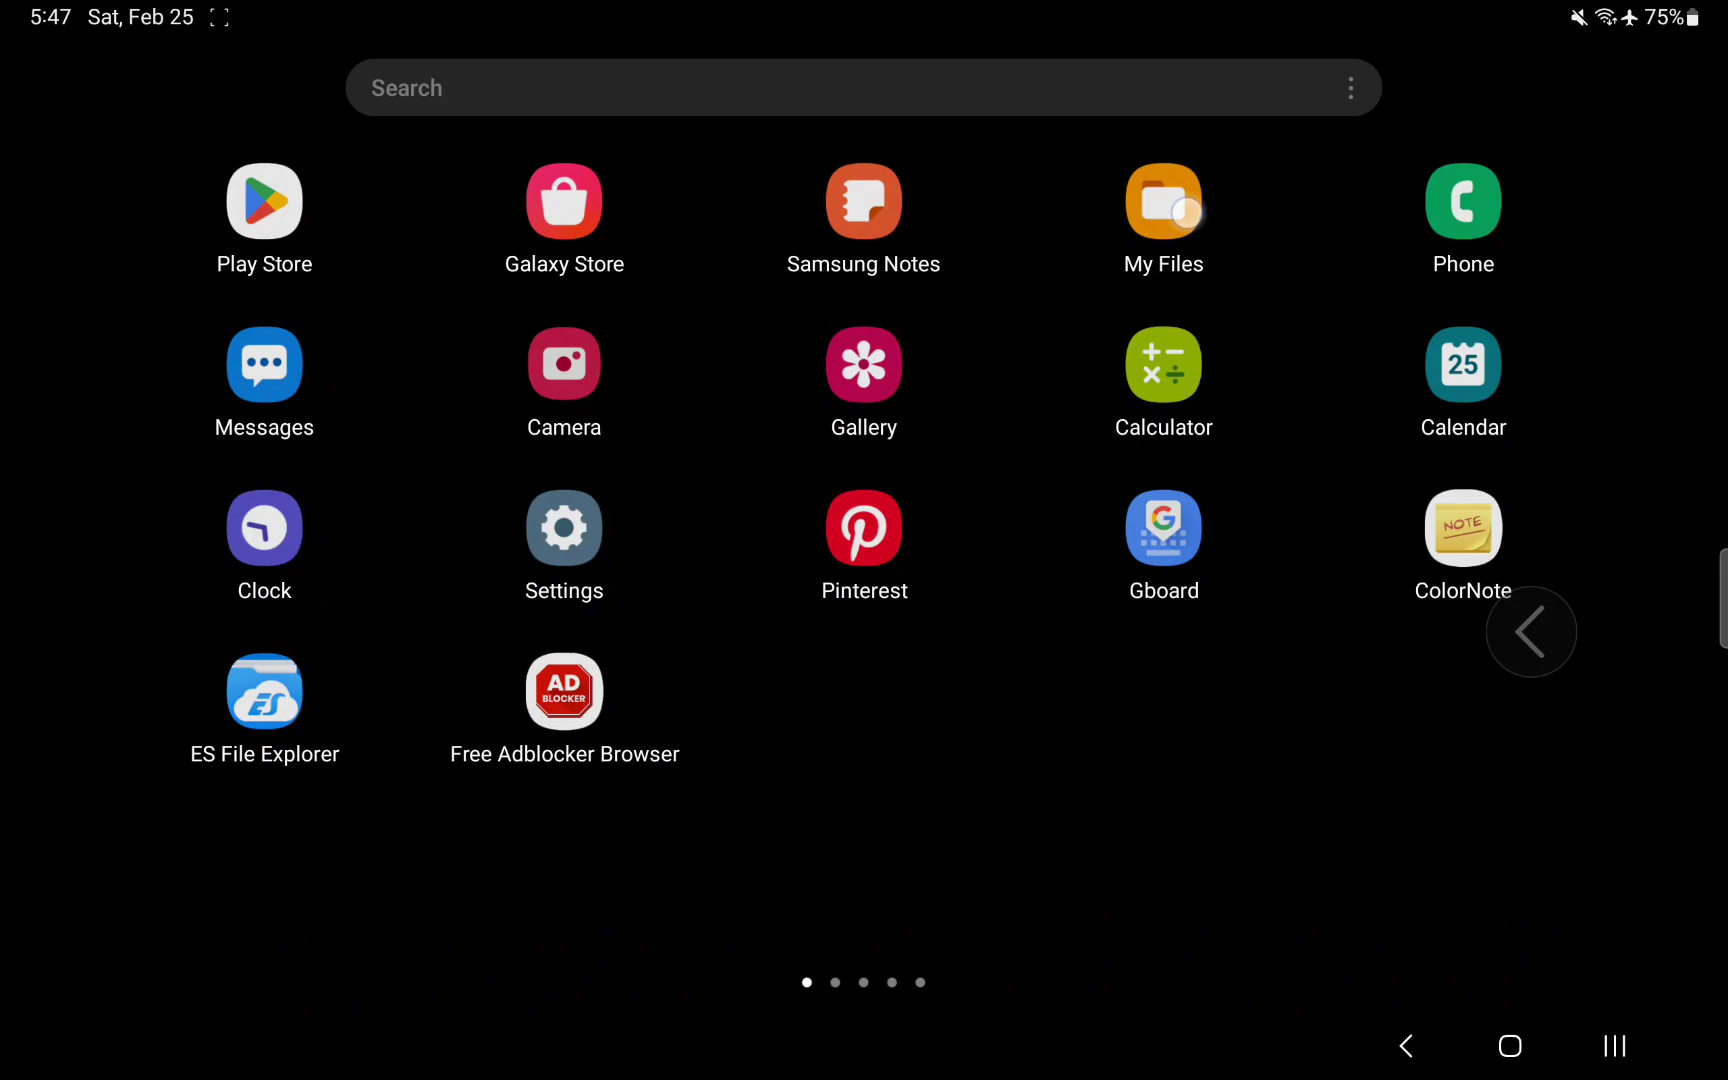 5:47 Sat, Feb 25 75%
Search
Play Store Galaxy Store Samsung Notes My Files Phone
25
Messages Camera Gallery Calculator Calendar
G
NOTE
Clock Settings Pinterest Gboard ColorNote
ES
AD
BLOCKER
ES File Explorer Free Adblocker Browser